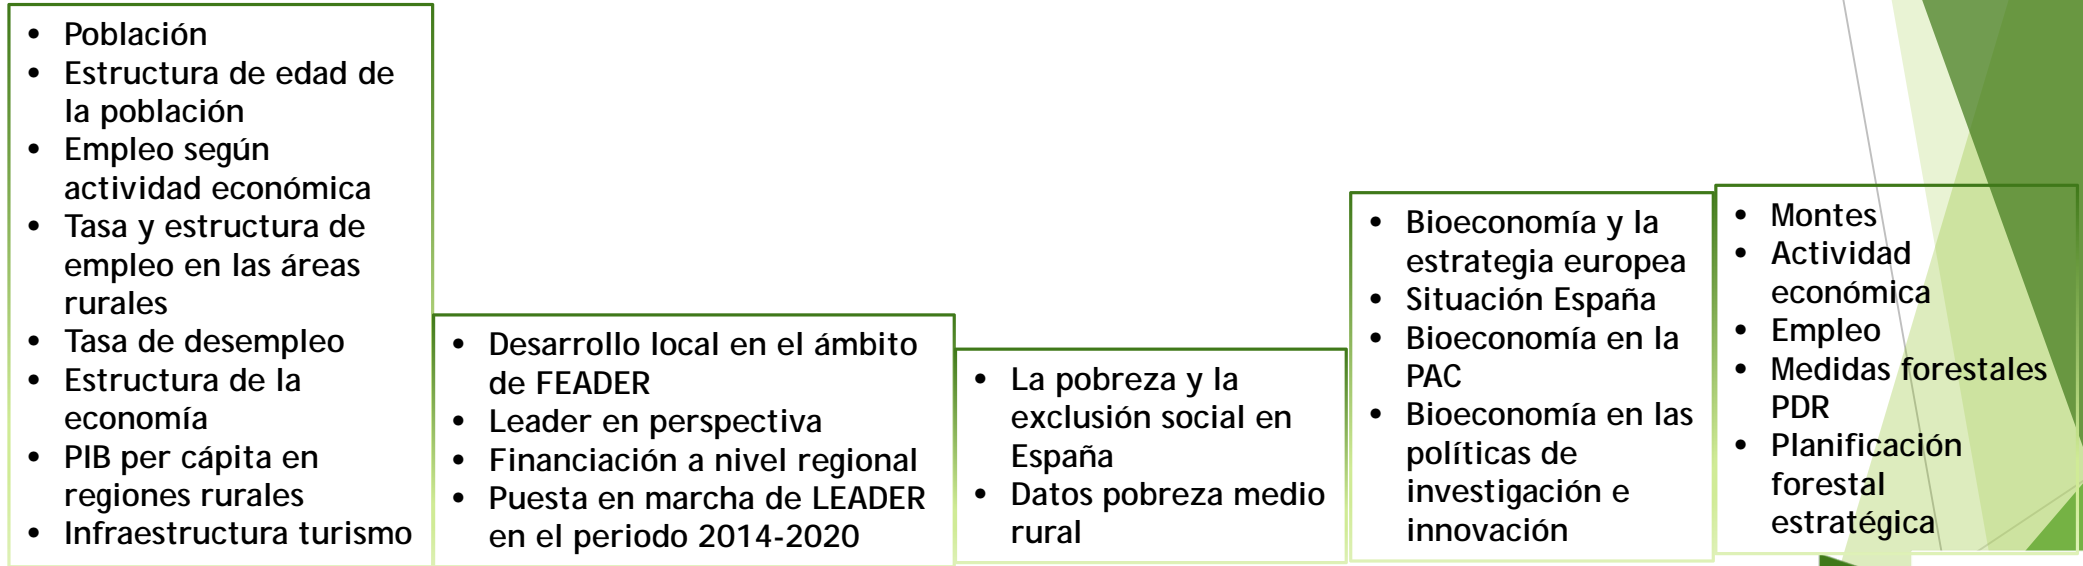 • Población
• Estructura de edad de
la población
• Empleo según
actividad económica
• Tasa y estructura de
empleo en las áreas
rurales
• Tasa de desempleo
• Estructura de la
economía
• PIB per cápita en
regiones rurales
• Infraestructura turismo
• Desarrollo local en el ámbito
de FEADER
• Leader en perspectiva
• Financiación a nivel regional
• Puesta en marcha de LEADER
en el periodo 2014-2020
• La pobreza y la
exclusión social en
España
• Datos pobreza medio
rural
• Bioeconomía y la
estrategia europea
• Situación España
• Bioeconomía en la
PAC
• Bioeconomía en las
políticas de
investigación e
innovación
• Montes
• Actividad
económica
• Empleo
• Medidas forestales
PDR
• Planificación
forestal
estratégica